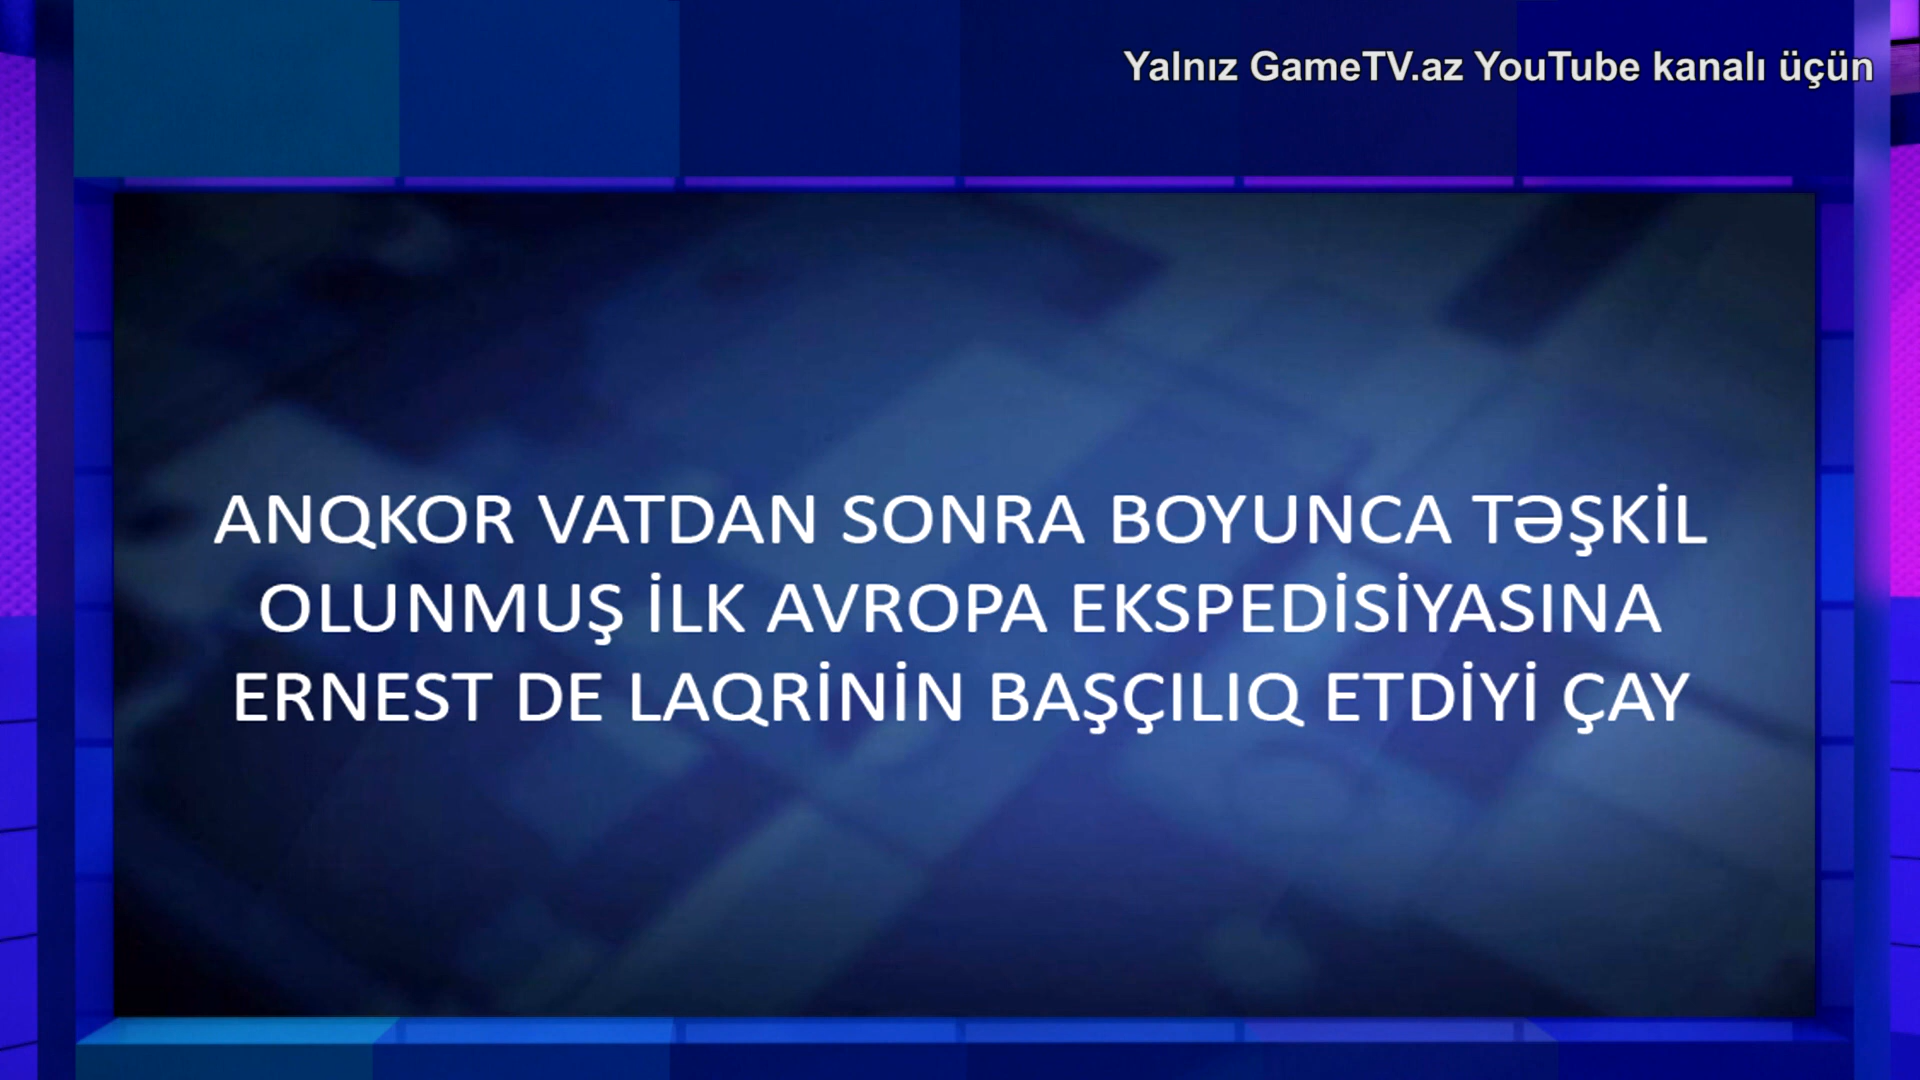 Yalnız GameTV.az YouTube kanalı üçün
ANQKOR VATDAN SONRA BOYUNCA TƏŞKİL
OLUNMUŞ İLK AVROPA EKSPEDİSİYASINA
ERNEST DE LAQRİNİN BAŞÇILIQ ETDİYİ ÇAY